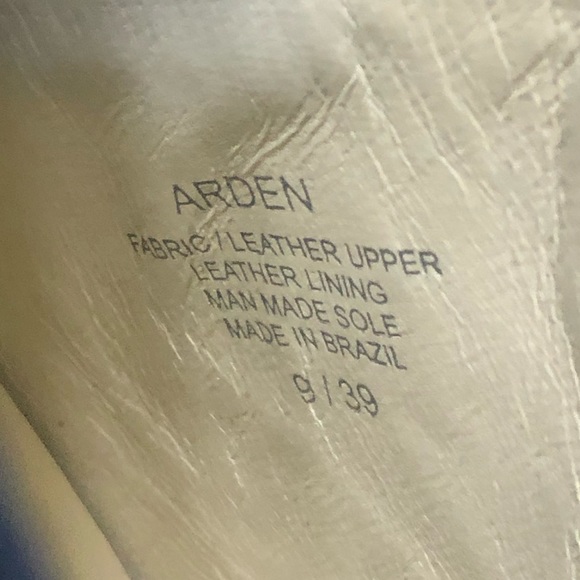 ARDEN
FABRIC / LEATHER UPPER
LEATHER LINING
MAN MADE SOLE
MADE IN BRAZIL
9 / 39